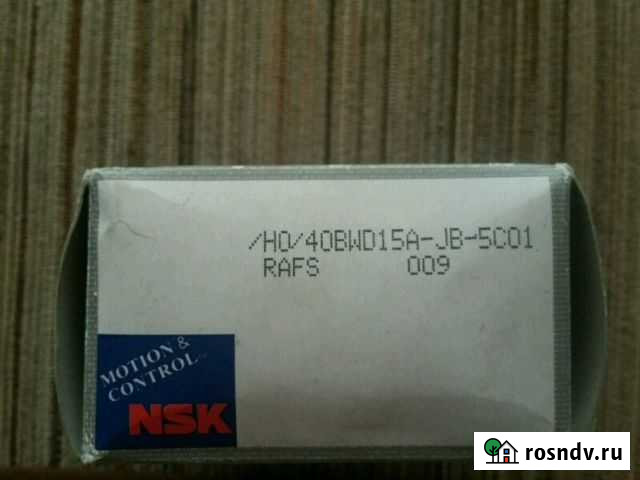 /HO/40BWD15A-JB-5C01
RAFS 009
MOTION &
CONTROL
NSK
rosndv.ru